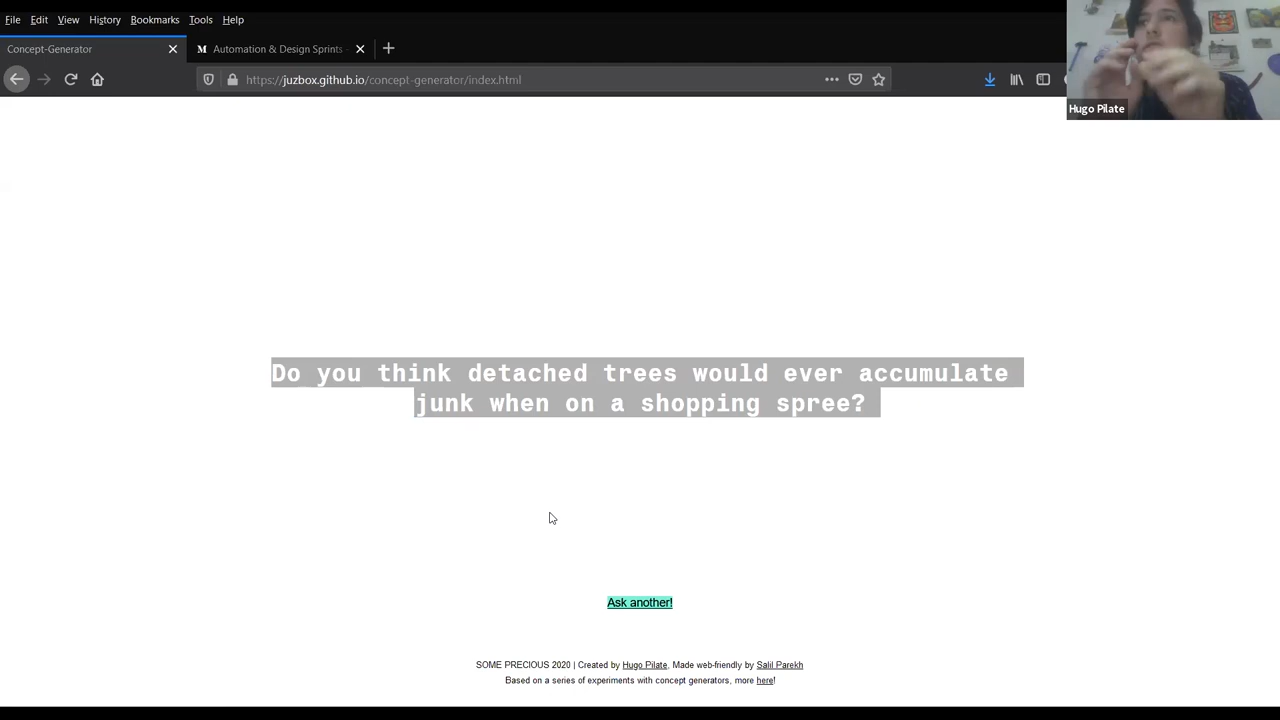 File Edit View History Bookmarks Tools Help
Concept-Generator
Automation & Design Sprints -
https://juzbox.github.io/concept-generator/index.html
Hugo Pilate
Do you think detached trees would ever accumulate
junk when on a shopping spree?
Ask another!
SOME PRECIOUS 2020 | Created by Hugo Pilate, Made web-friendly by Salil Parekh
Based on a series of experiments with concept generators, more here!